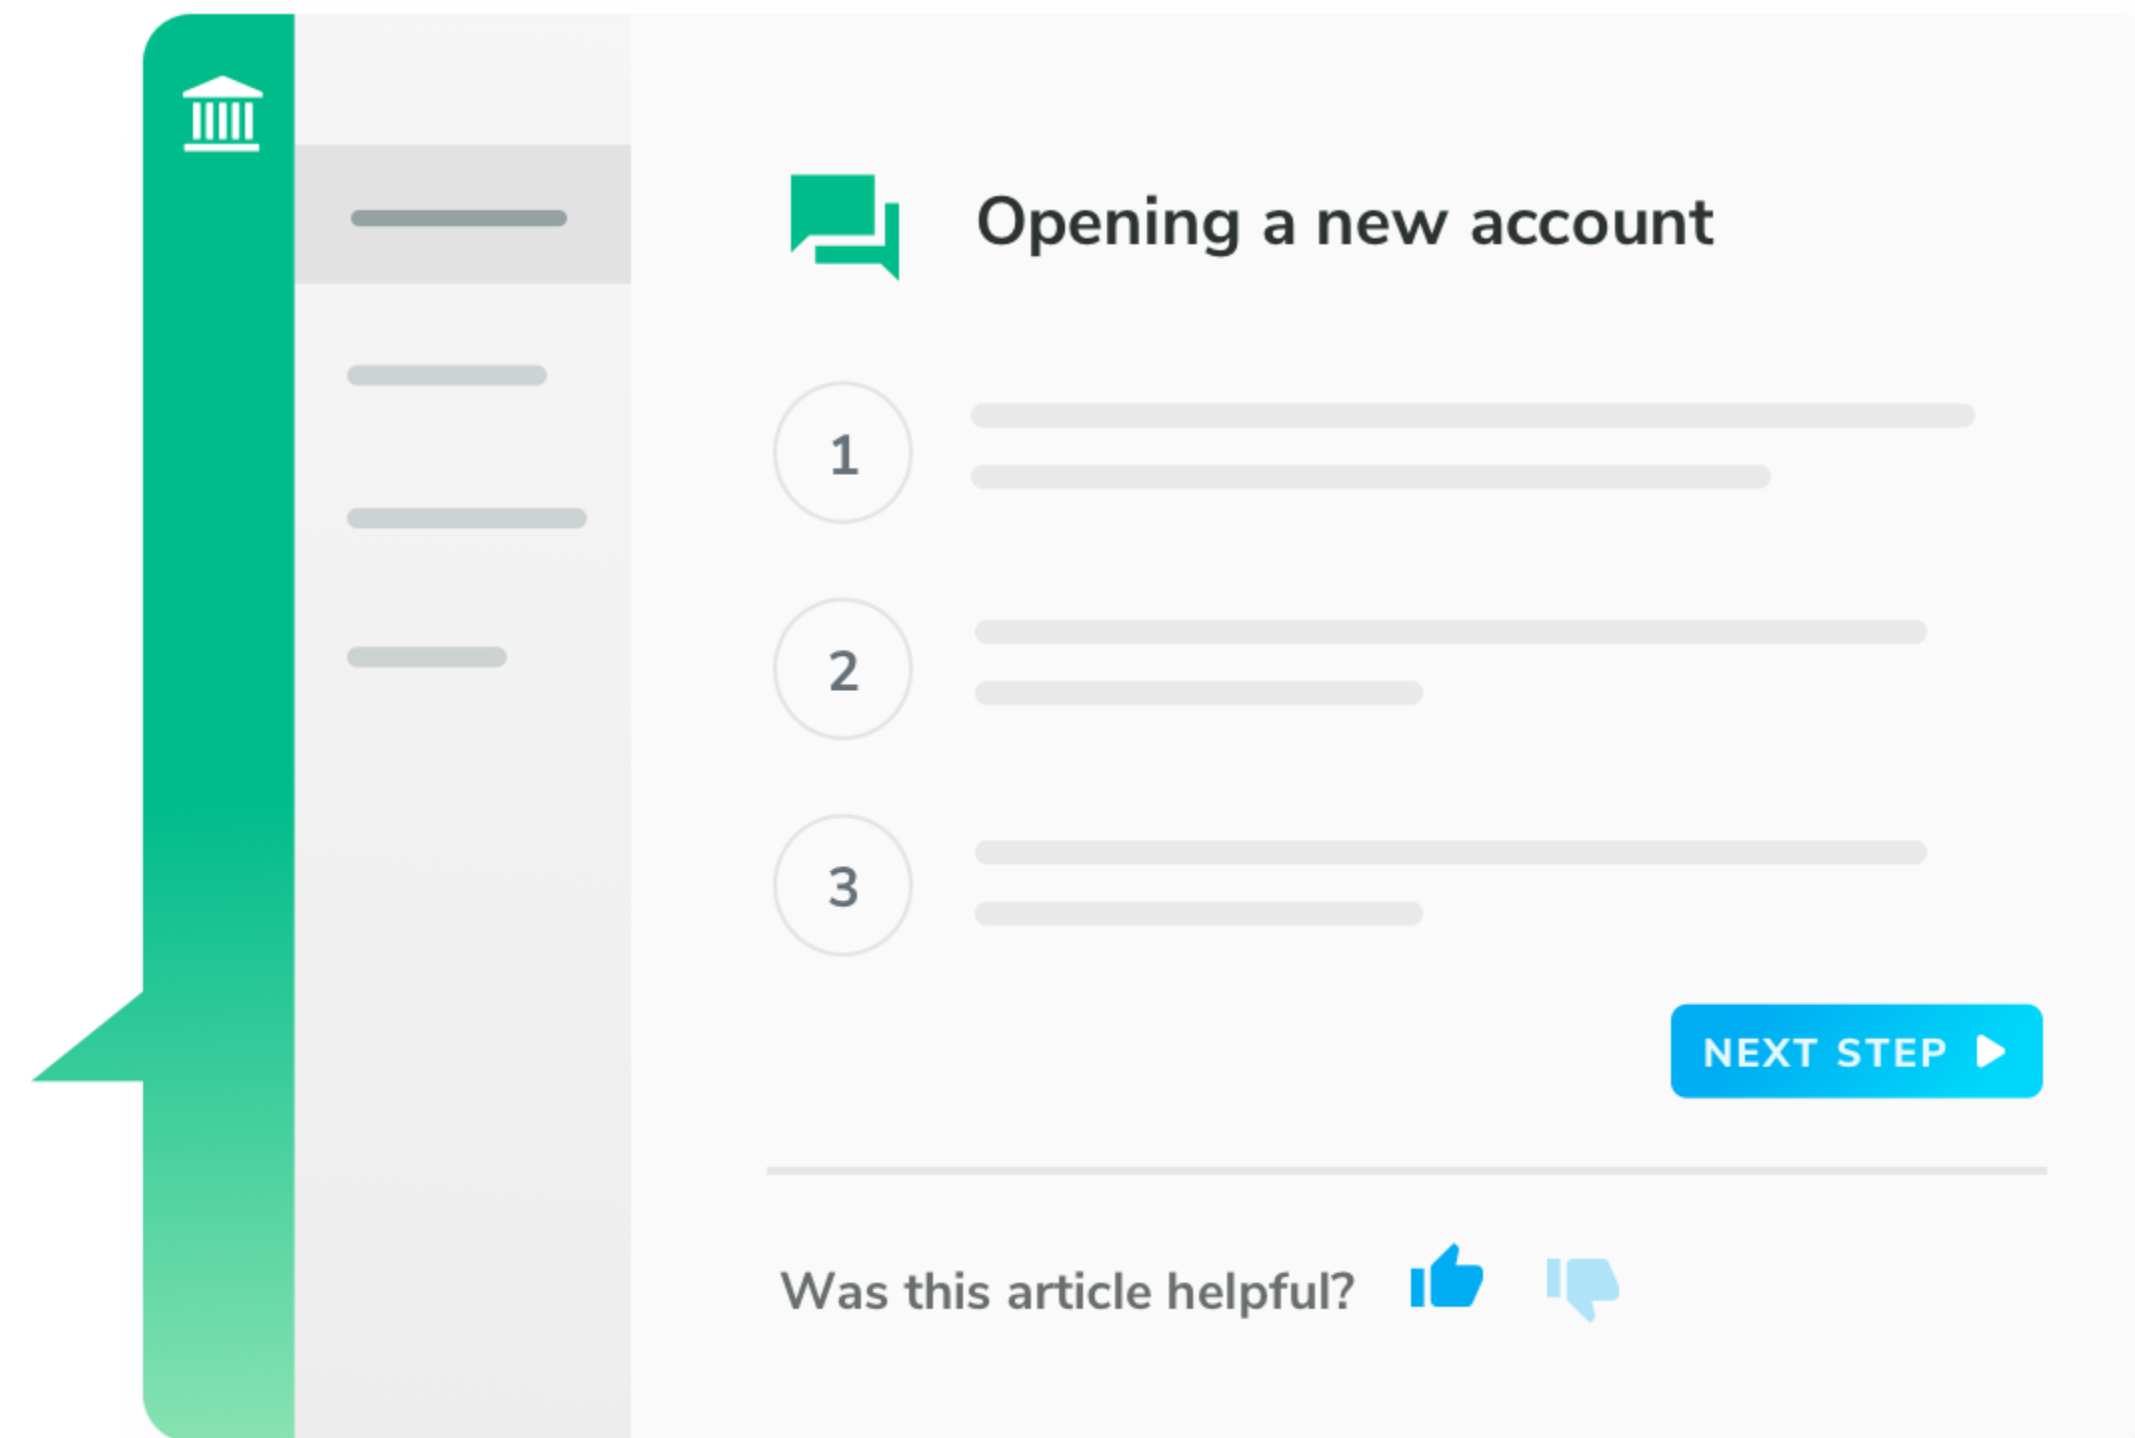 Opening a new account
1
2
3
NEXT STEP
Was this article helpful?